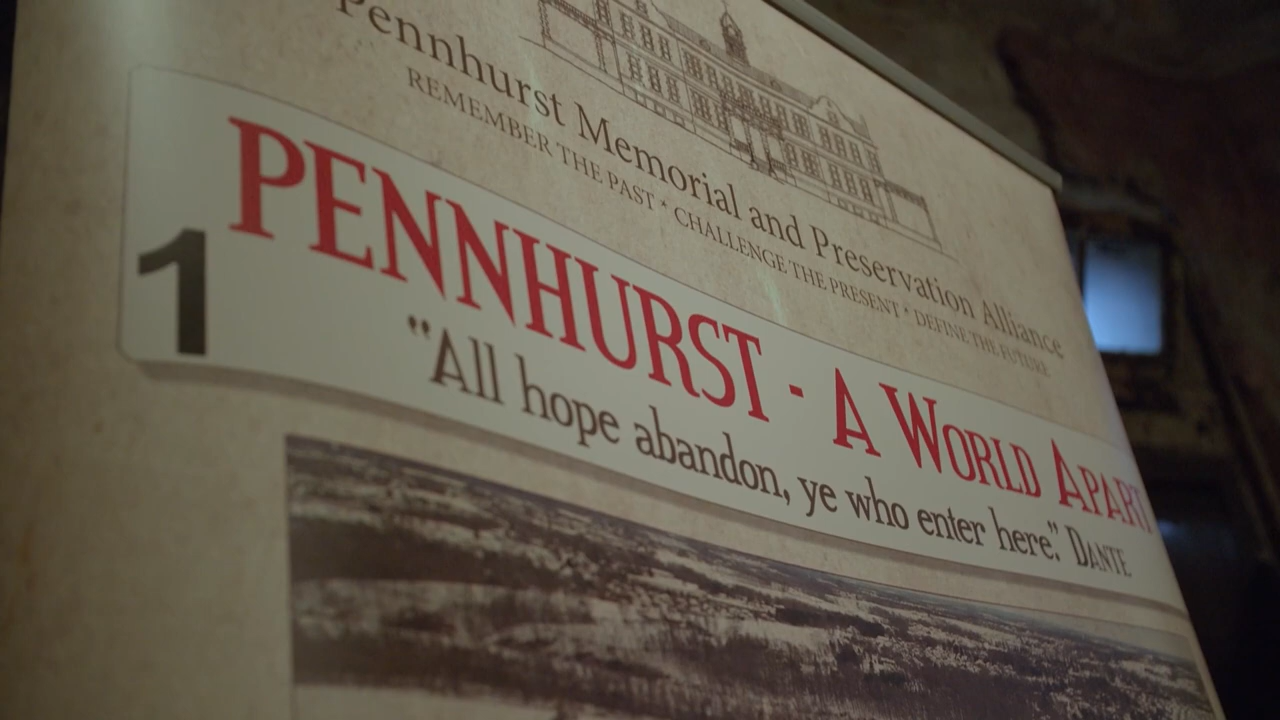 Pennhurst Memorial and Preservation Alliance
REMEMBER THE PAST * CHALLENGE THE PRESENT * DEFINE THE FUTURE
1
PENNHURST - A WORLD APART
"All hope abandon, ye who enter here." DANTE